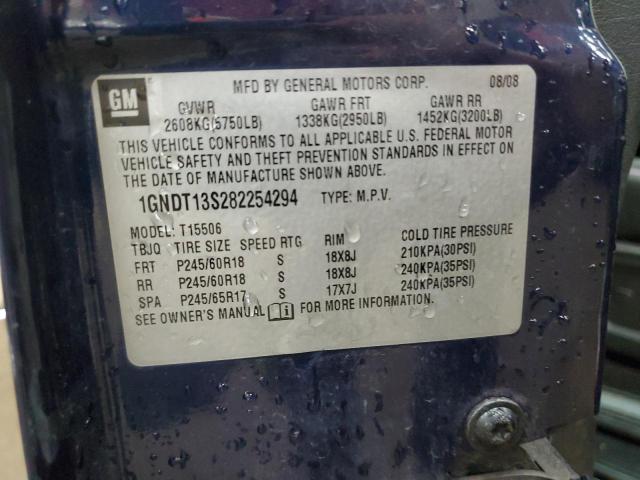 MFD BY GENERAL MOTORS CORP. 08/08
GM
GVWR GAWR FRT GAWR RR
2608KG(5750LB) 1338KG(2950LB) 1452KG(3200LB)
THIS VEHICLE CONFORMS TO ALL APPLICABLE U.S. FEDERAL MOTOR
VEHICLE SAFETY AND THEFT PREVENTION STANDARDS IN EFFECT ON
THE DATE OF MANUFACTURE SHOWN ABOVE.
1GNDT13S282254294 TYPE: M.P.V.
MODEL: T15506
TBJQ TIRE SIZE SPEED RTG RIM COLD TIRE PRESSURE
FRT P245/60R18 S 18X8J 210KPA(30PSI)
RR P245/60R18 S 18X8J 240KPA(35PSI)
SPA P245/65R17 S 17X7J 240KPA(35PSI)
SEE OWNER'S MANUAL FOR MORE INFORMATION.